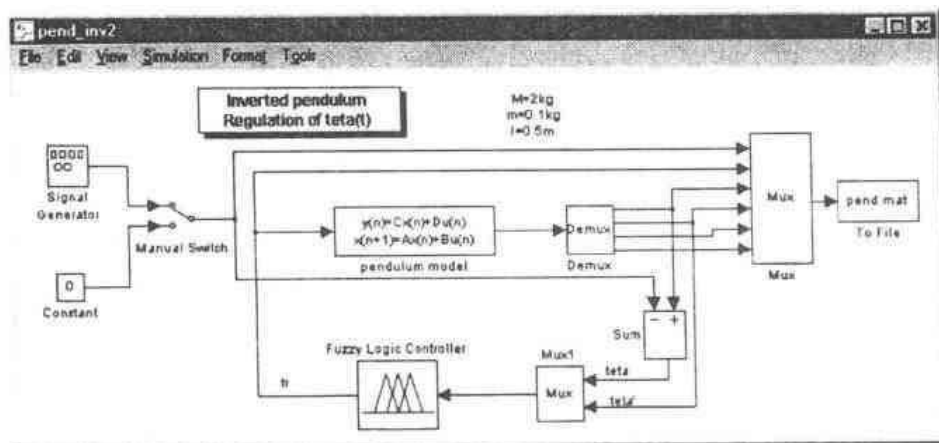 pend_inv2
File Edit View Simulation Format Tools
Inverted pendulum
Regulation of teta(t)
M=2kg
m=0.1kg
l=0.5m
Signal
Generator
Manual Switch
0
Constant
y(n)=Cx(n)+Du(n)
x(n+1)=Ax(n)+Bu(n)
pendulum model
Demux
Demux
Mux
Mux
pend mat
To File
- +
Sum
Fuzzy Logic Controller
Mux1
Mux
teta
teta'